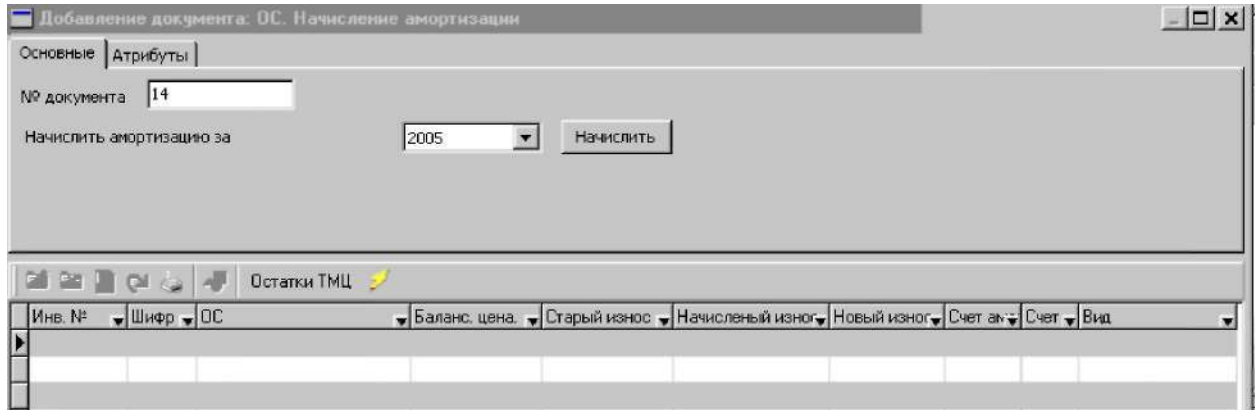 Добавление документа: ОС. Начисление амортизации
Основные Атрибуты
№ документа 14
Начислить амортизацию за 2005 Начислить
Остатки ТМЦ
Инв. № Шифр ОС Баланс. цена. Старый износ Начисленый износ Новый износ Счет ам Счет Вид